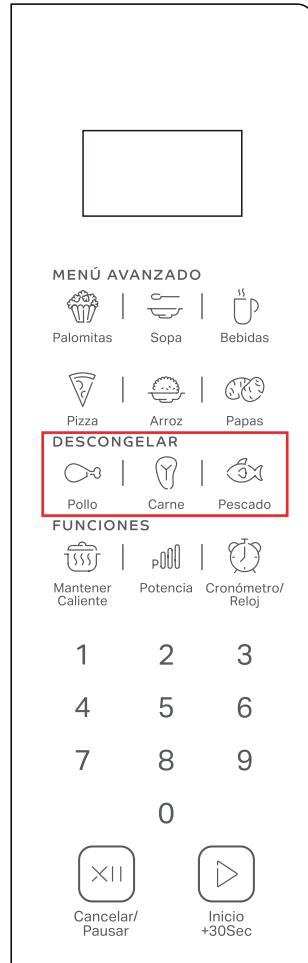 MENÚ AVANZADO
Palomitas Sopa Bebidas
Pizza Arroz Papas
DESCONGELAR
Pollo Carne Pescado
FUNCIONES
P
Mantener Caliente Potencia Cronómetro/ Reloj
1 2 3
4 5 6
7 8 9
0
Cancelar/ Pausar Inicio +30Sec